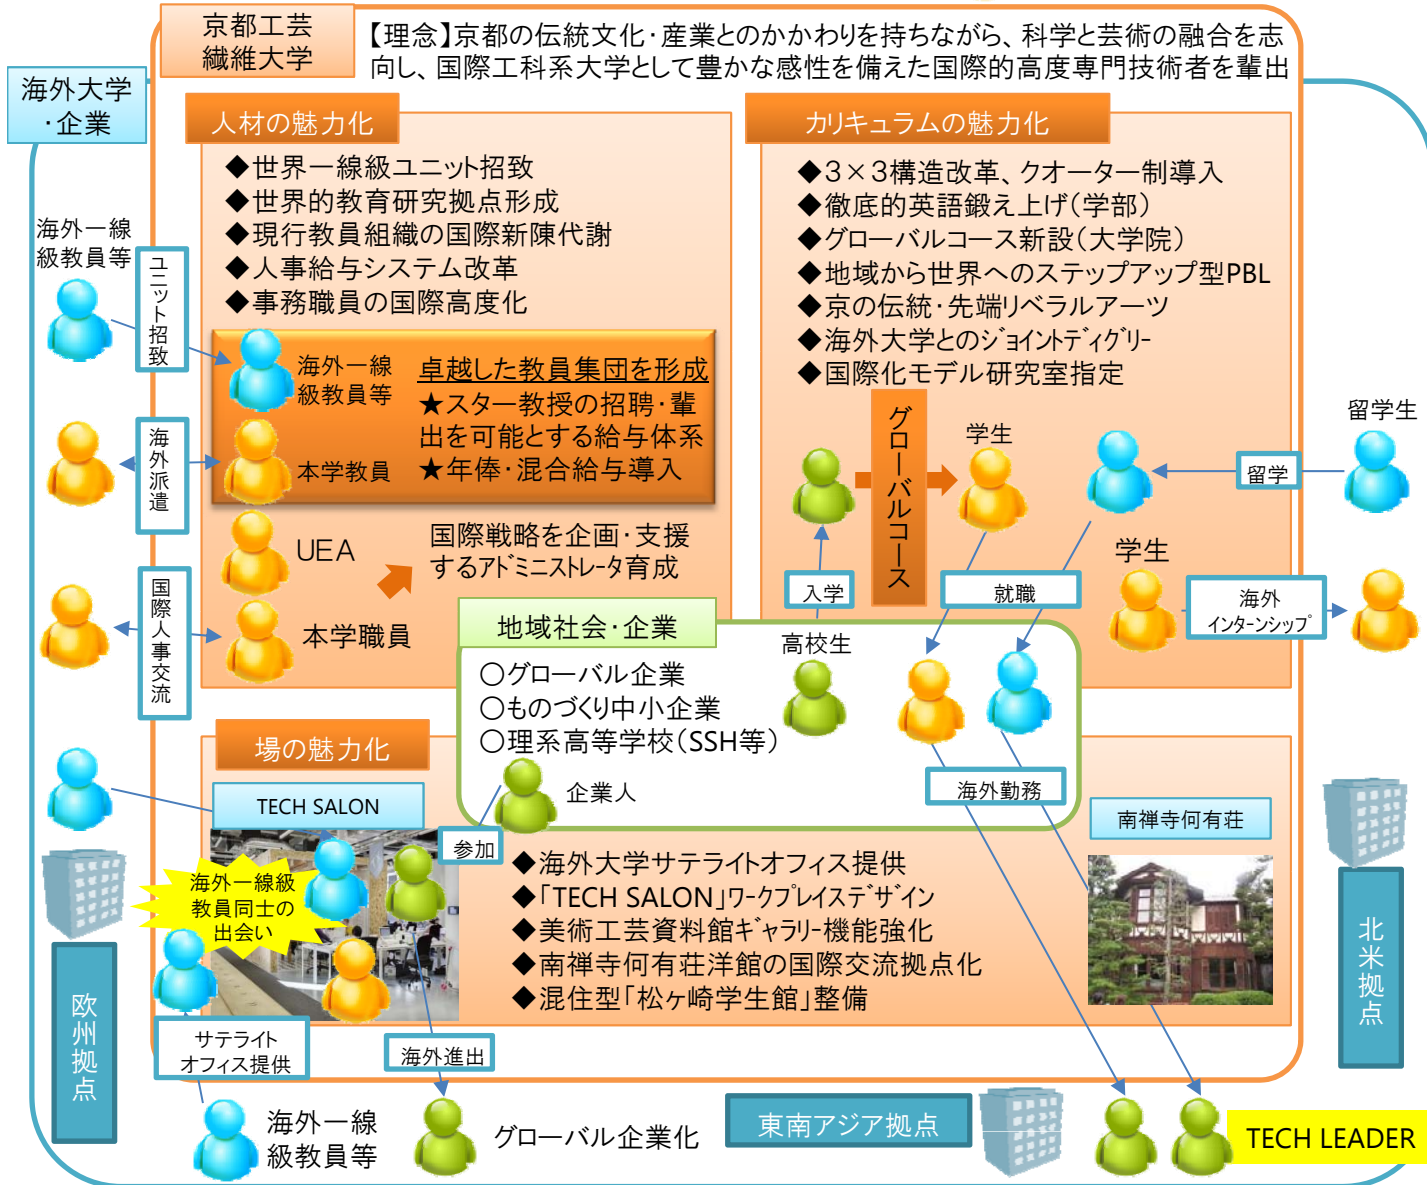 京都工芸
繊維大学
【理念】京都の伝統文化・産業とのかかわりを持ちながら、科学と芸術の融合を志
向し、国際工科系大学として豊かな感性を備えた国際的高度専門技術者を輩出
海外大学
・企業
人材の魅力化
◆世界一線級ユニット招致
◆世界的教育研究拠点形成
◆現行教員組織の国際新陳代謝
◆人事給与システム改革
◆事務職員の国際高度化
海外一線
級教員等
ユニット招致
海外一線
級教員等
卓越した教員集団を形成
★スター教授の招聘・輩
出を可能とする給与体系
★年俸・混合給与導入
本学教員
海外派遣
UEA
国際戦略を企画・支援
するアドミニストレータ育成
本学職員
国際人事交流
カリキュラムの魅力化
◆３×３構造改革、クオーター制導入
◆徹底的英語鍛え上げ（学部）
◆グローバルコース新設（大学院）
◆地域から世界へのステップアップ型PBL
◆京の伝統・先端リベラルアーツ
◆海外大学とのジョイントディグリー
◆国際化モデル研究室指定
グローバルコース
学生
留学生
留学
入学
就職
学生
海外
インターンシップ
地域社会・企業
○グローバル企業
○ものづくり中小企業
○理系高等学校（SSH等）
高校生
企業人
海外勤務
場の魅力化
TECH SALON
参加
海外一線級
教員同士の
出会い
◆海外大学サテライトオフィス提供
◆「TECH SALON」ワークプレイスデザイン
◆美術工芸資料館ギャラリー機能強化
◆南禅寺何有荘洋館の国際交流拠点化
◆混住型「松ヶ崎学生館」整備
南禅寺何有荘
欧州拠点
北米拠点
サテライト
オフィス提供
海外進出
海外一線
級教員等
グローバル企業化
東南アジア拠点
TECH LEADER